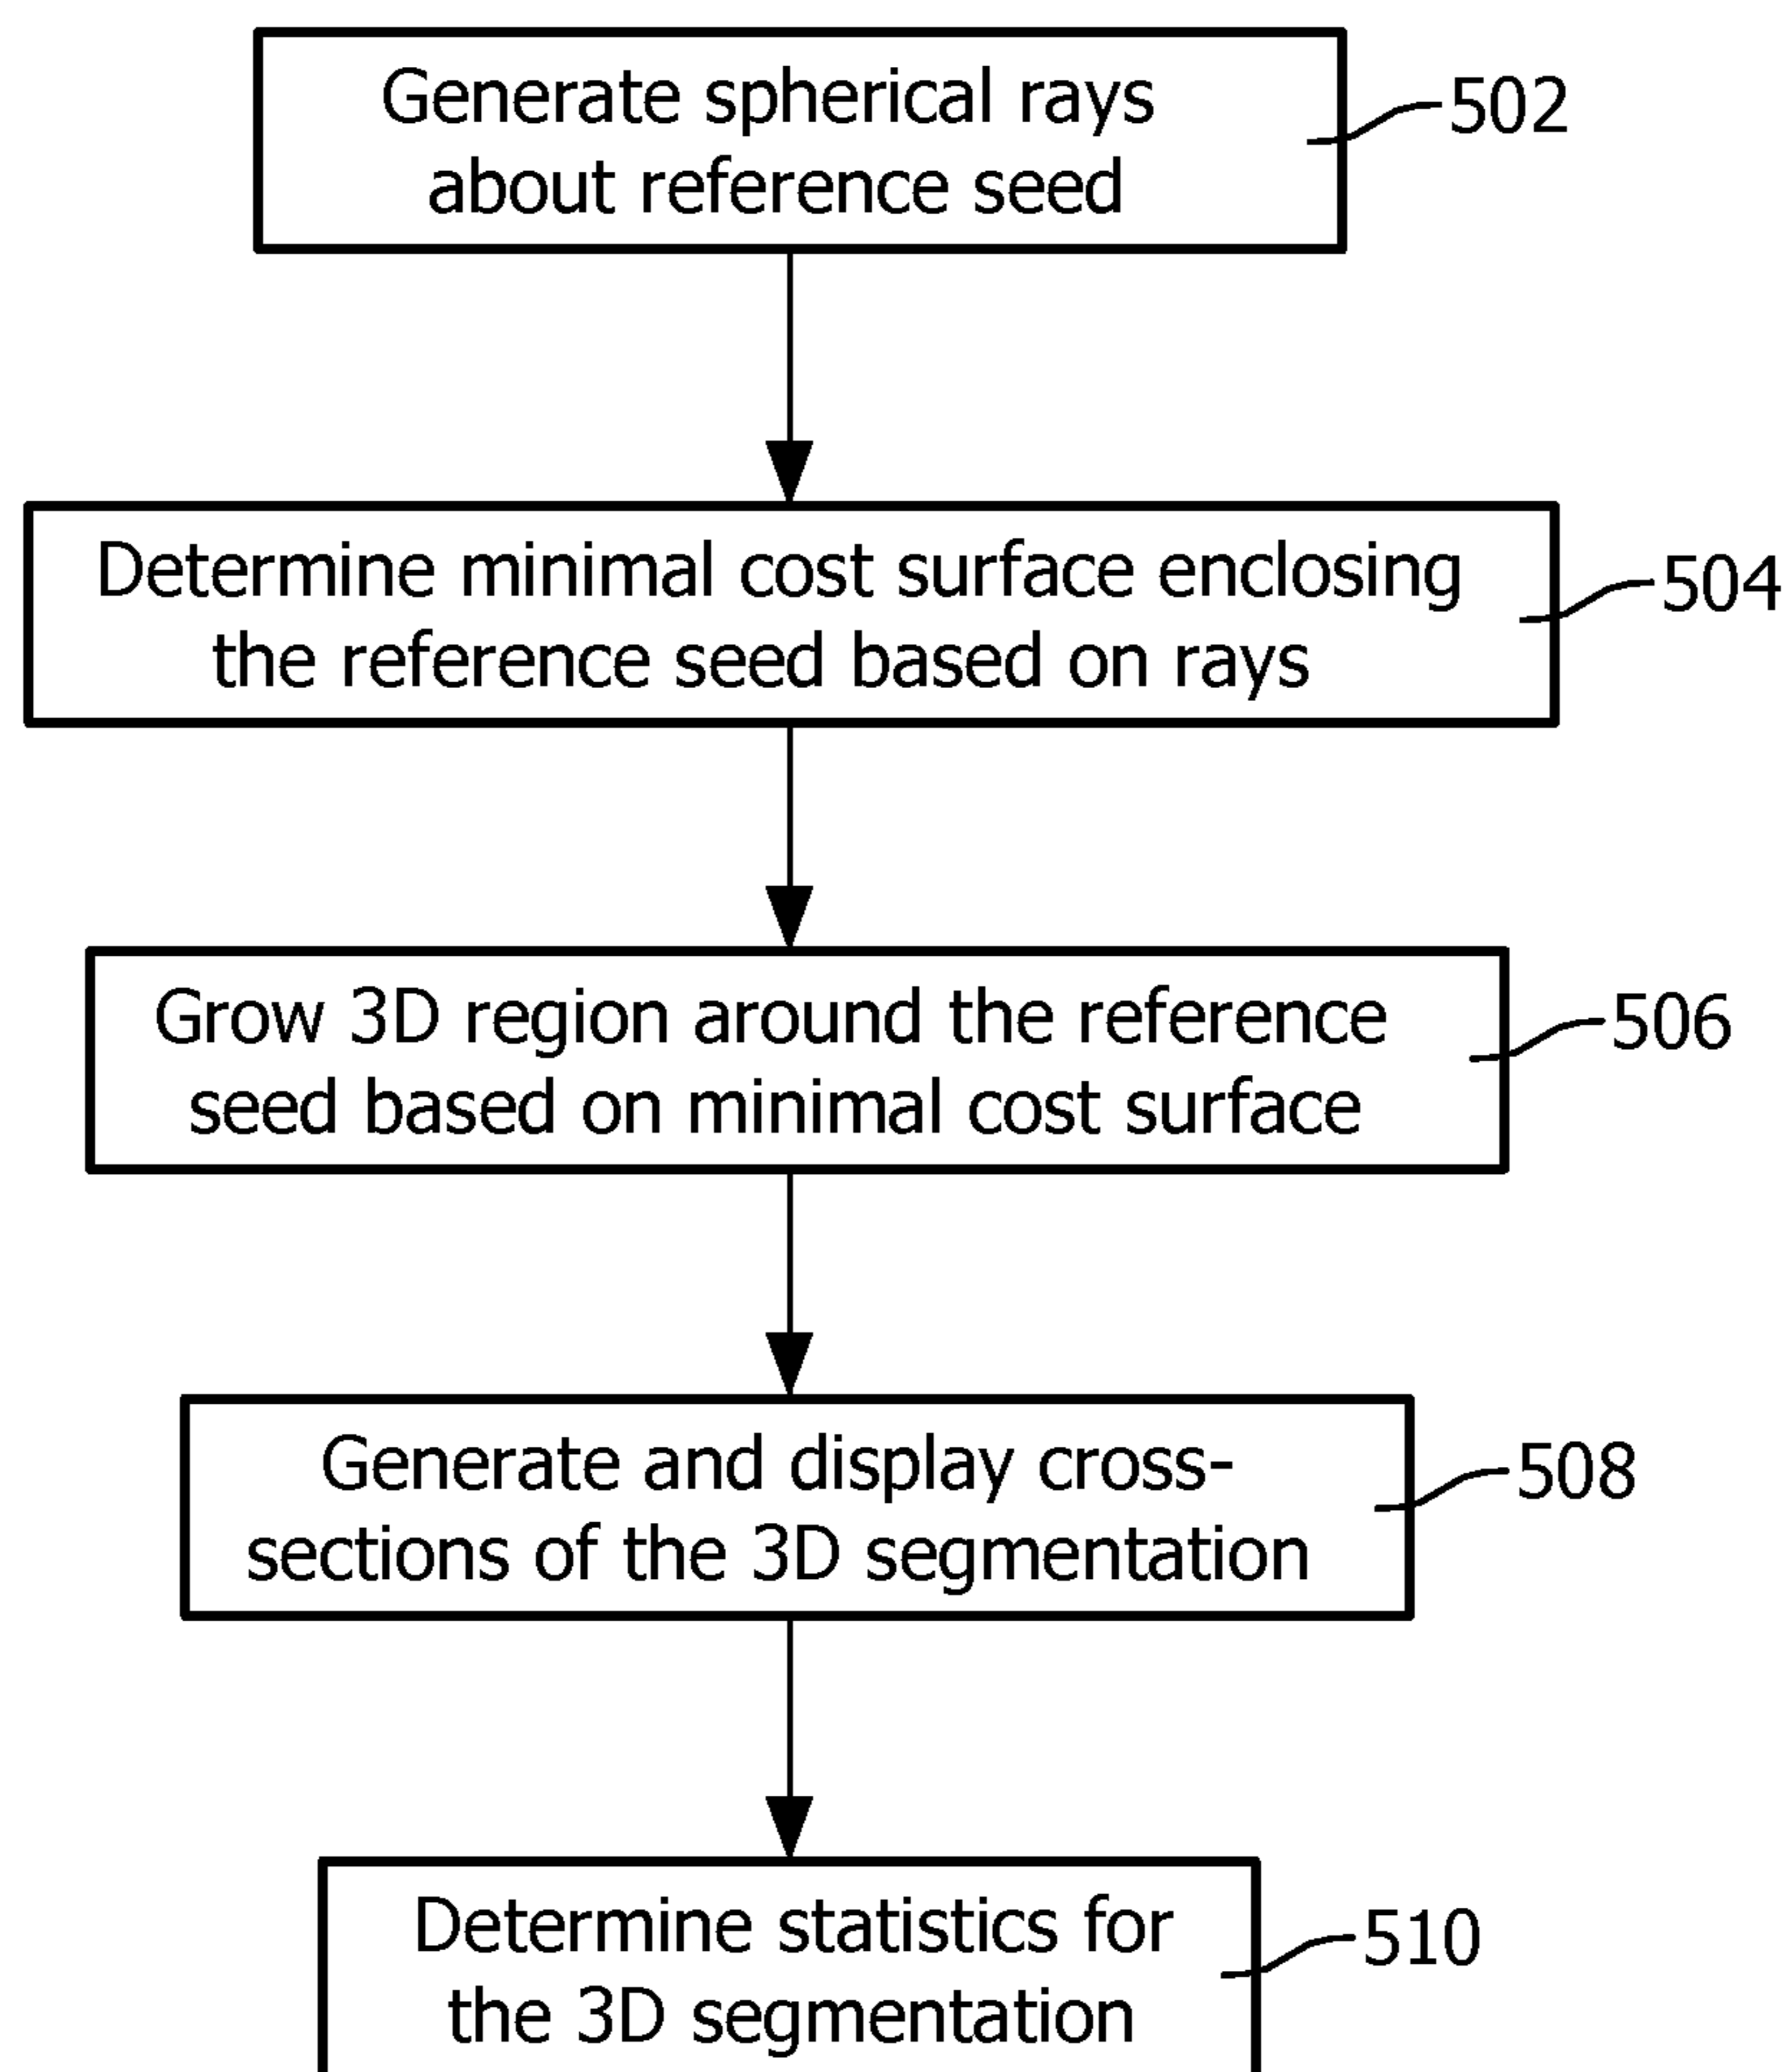 Generate spherical rays
about reference seed
502
Determine minimal cost surface enclosing
the reference seed based on rays
504
Grow 3D region around the reference
seed based on minimal cost surface
506
Generate and display cross-
sections of the 3D segmentation
508
Determine statistics for
the 3D segmentation
510